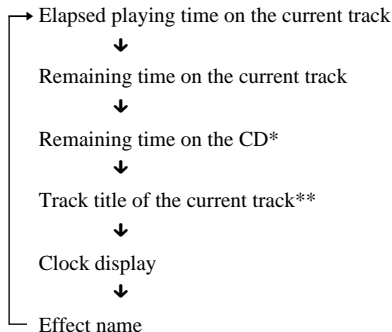 Elapsed playing time on the current track
Remaining time on the current track
Remaining time on the CD*
Track title of the current track**
Clock display
Effect name